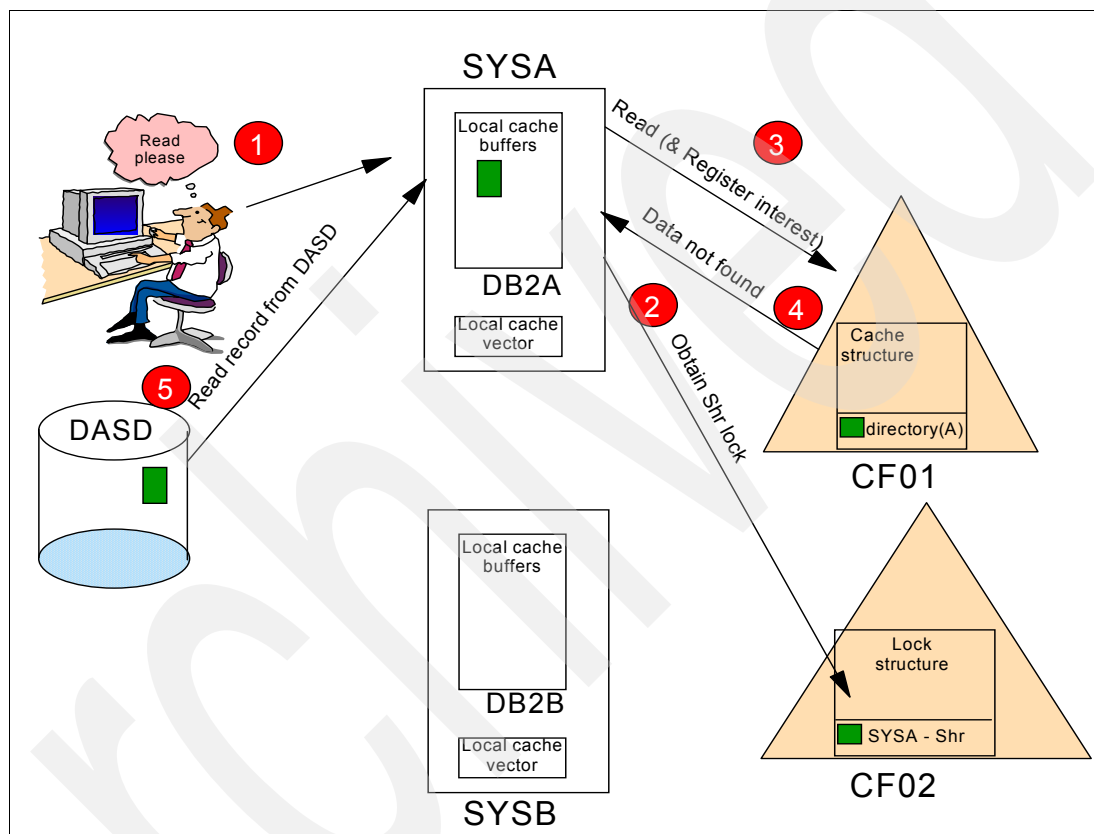 SYSA
Read
please
1
Local cache
buffers
DB2A
Local cache
vector
Read (& Register interest)
3
Data not found
4
2
Obtain Shr lock
Cache
structure
directory(A)
CF01
5
Read record from DASD
DASD
Local cache
buffers
DB2B
Local cache
vector
SYSB
Lock
structure
SYSA - Shr
CF02